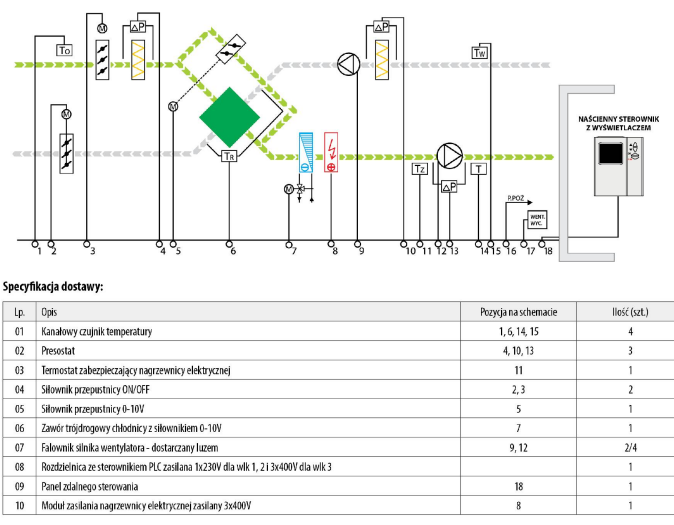 M
ΔP
ΔP
To
Tw
NAŚCIENNY STEROWNIK
Z WYŚWIETLACZEM
M
M
TR
M
TZ
ΔP
T
P.POZ
WENT.
WYC.
1 2 3 4 5 6 7 8 9 10 11 12 13 14 15 16 17 18
Specyfikacja dostawy:
Lp. Opis Pozycja na schemacie Ilość (szt.)
01 Kanałowy czujnik temperatury 1, 6, 14, 15 4
02 Presostat 4, 10, 13 3
03 Termostat zabezpieczający nagrzewnicy elektrycznej 11 1
04 Siłownik przepustnicy ON/OFF 2, 3 2
05 Siłownik przepustnicy 0-10V 5 1
06 Zawór trójdrogowy chłodnicy z siłownikiem 0-10V 7 1
07 Falownik silnika wentylatora - dostarczany luzem 9, 12 2/4
08 Rozdzielnica ze sterownikiem PLC zasilana 1x230V dla wlk 1, 2 i 3x400V dla wlk 3 1
09 Panel zdalnego sterowania 18 1
10 Moduł zasilania nagrzewnicy elektrycznej zasilany 3x400V 8 1